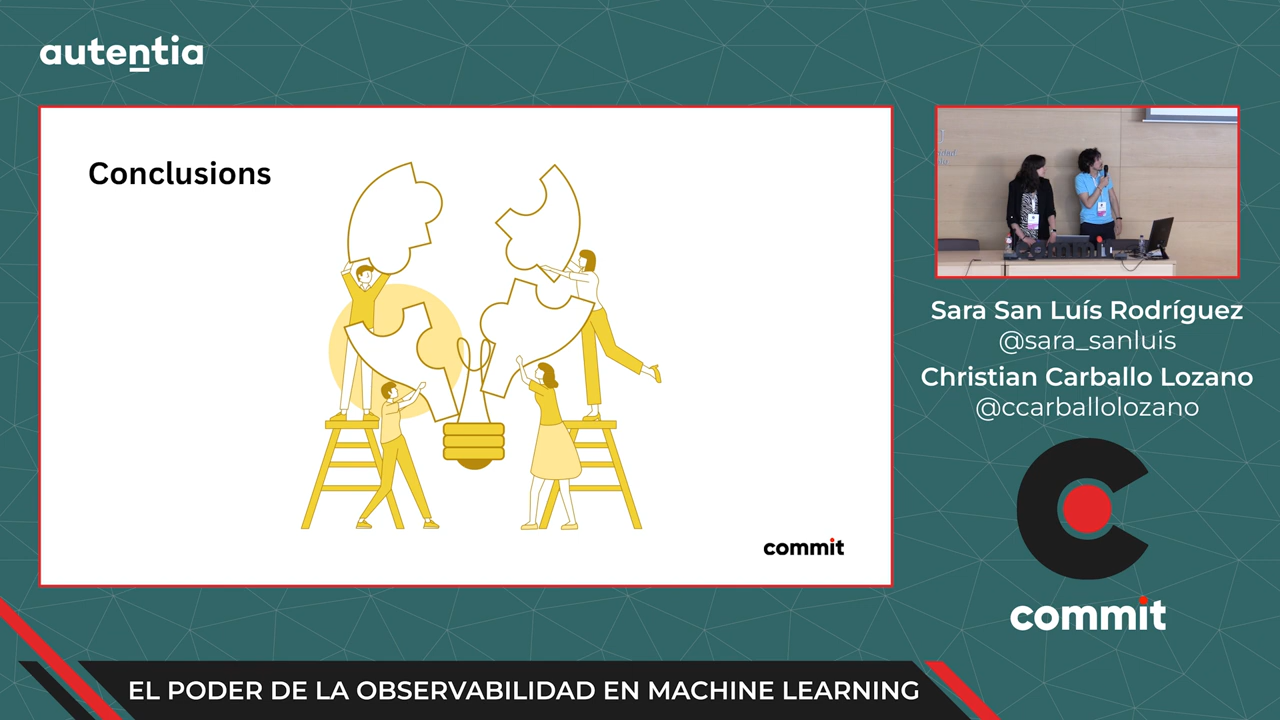 autentia
Conclusions
commit
Sara San Luís Rodríguez
@sara_sanluis
Christian Carballo Lozano
@ccarballolozano
commit
EL PODER DE LA OBSERVABILIDAD EN MACHINE LEARNING